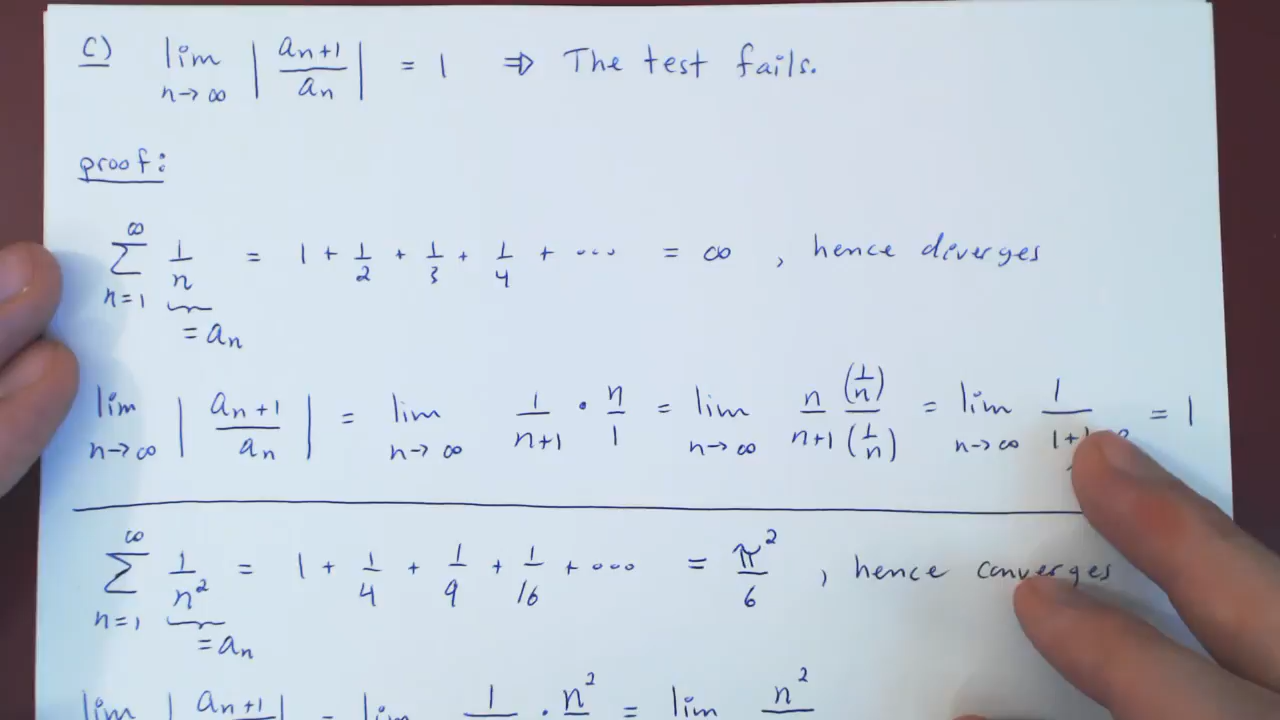 c) lim n→∞ | an+1 / an | = 1 ⇒ The test fails.
proof:
∞ ∑ n=1 1/n = 1 + 1/2 + 1/3 + 1/4 + ··· = ∞ , hence diverges
= an
lim n→∞ | an+1 / an | = lim n→∞ 1/n+1 · n/1 = lim n→∞ n/n+1 (1/n)/(1/n) = lim n→∞ 1/1+ = 1
∞ ∑ n=1 1/n² = 1 + 1/4 + 1/9 + 1/16 + ··· = π²/6 , hence converges
= an
lim | an+1 | = lim 1 · n² = lim n²